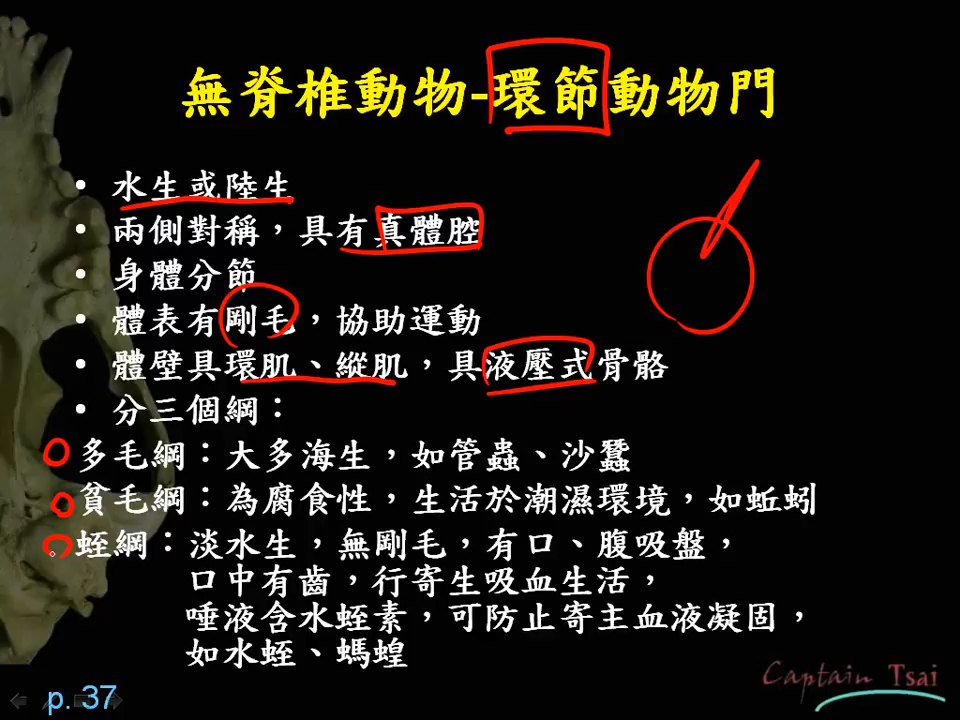 無脊椎動物-環節動物門
• 水生或陸生
• 兩側對稱，具有真體腔
• 身體分節
• 體表有剛毛，協助運動
• 體壁具環肌、縱肌，具液壓式骨骼
• 分三個綱：
多毛綱：大多海生，如管蟲、沙蠶
貧毛綱：為腐食性，生活於潮濕環境，如蚯蚓
蛭綱：淡水生，無剛毛，有口、腹吸盤，
口中有齒，行寄生吸血生活，
唾液含水蛭素，可防止寄主血液凝固，
如水蛭、螞蝗
Captain Tsai
p. 37